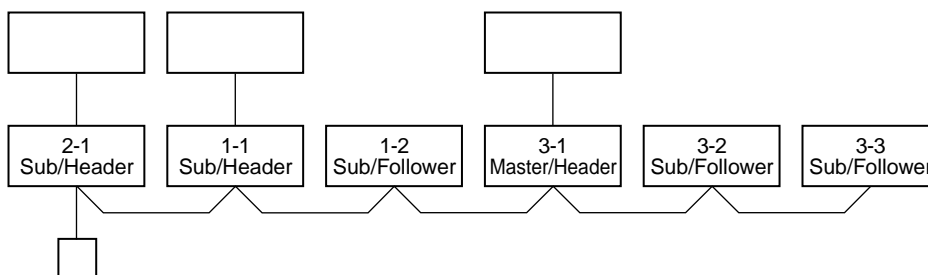 2-1
Sub/Header
1-1
Sub/Header
1-2
Sub/Follower
3-1
Master/Header
3-2
Sub/Follower
3-3
Sub/Follower